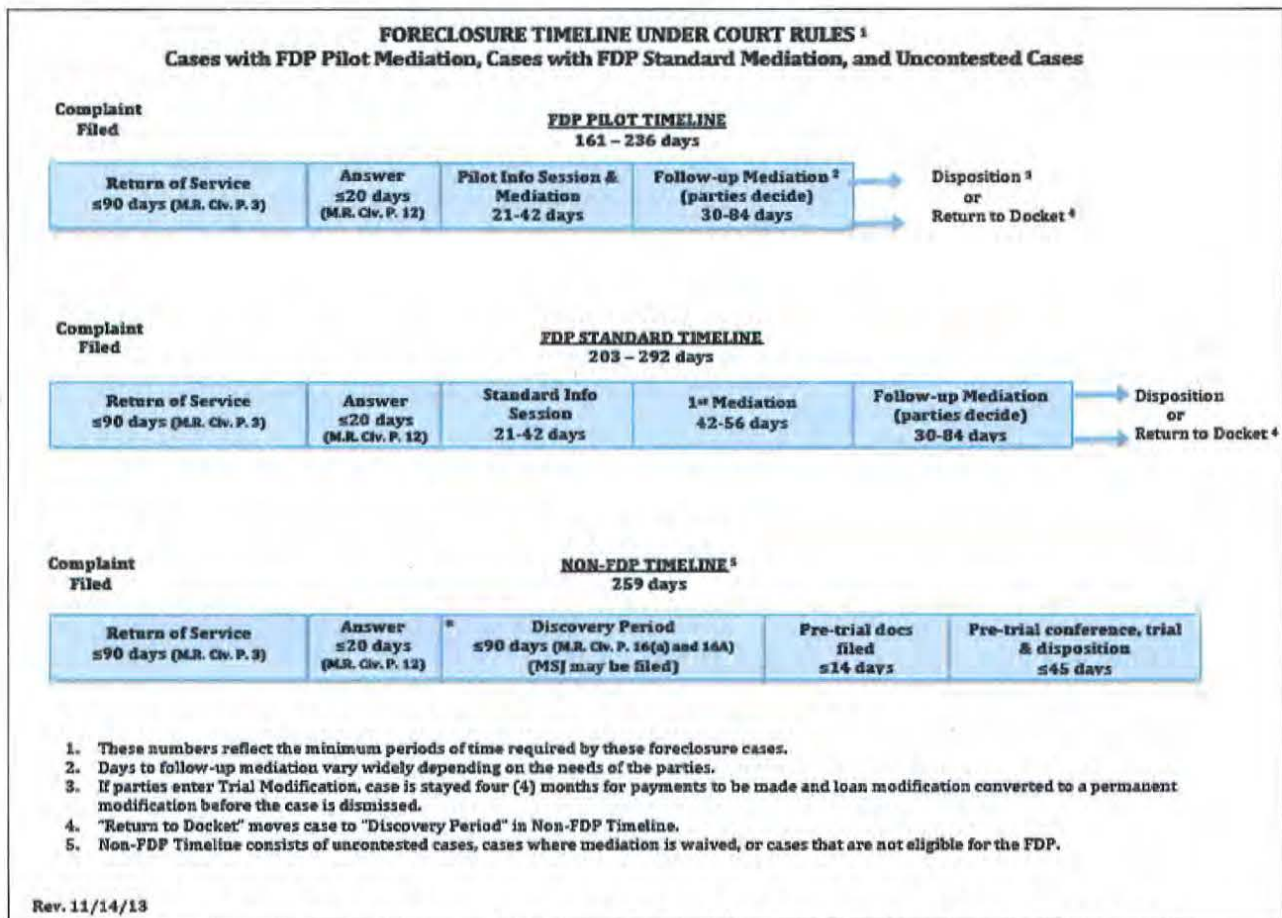 FORECLOSURE TIMELINE UNDER COURT RULES ¹
Cases with FDP Pilot Mediation, Cases with FDP Standard Mediation, and Uncontested Cases
Complaint
Filed
FDP PILOT TIMELINE
161 – 236 days
Return of Service
≤90 days (M.R. Civ. P. 3)
Answer
≤20 days
(M.R. Civ. P. 12)
Pilot Info Session &
Mediation
21-42 days
Follow-up Mediation ²
(parties decide)
30-84 days
Disposition ³
or
Return to Docket ⁴
Complaint
Filed
FDP STANDARD TIMELINE
203 – 292 days
Return of Service
≤90 days (M.R. Civ. P. 3)
Answer
≤20 days
(M.R. Civ. P. 12)
Standard Info
Session
21-42 days
1st Mediation
42-56 days
Follow-up Mediation
(parties decide)
30-84 days
Disposition
or
Return to Docket ⁴
Complaint
Filed
NON-FDP TIMELINE ⁵
259 days
Return of Service
≤90 days (M.R. Civ. P. 3)
Answer
≤20 days
(M.R. Civ. P. 12)
Discovery Period
≤90 days (M.R. Civ. P. 16(a) and 16A)
(MSJ may be filed)
Pre-trial docs
filed
≤14 days
Pre-trial conference, trial
& disposition
≤45 days
1. These numbers reflect the minimum periods of time required by these foreclosure cases.
2. Days to follow-up mediation vary widely depending on the needs of the parties.
3. If parties enter Trial Modification, case is stayed four (4) months for payments to be made and loan modification converted to a permanent
modification before the case is dismissed.
4. "Return to Docket" moves case to "Discovery Period" in Non-FDP Timeline.
5. Non-FDP Timeline consists of uncontested cases, cases where mediation is waived, or cases that are not eligible for the FDP.
Rev. 11/14/13